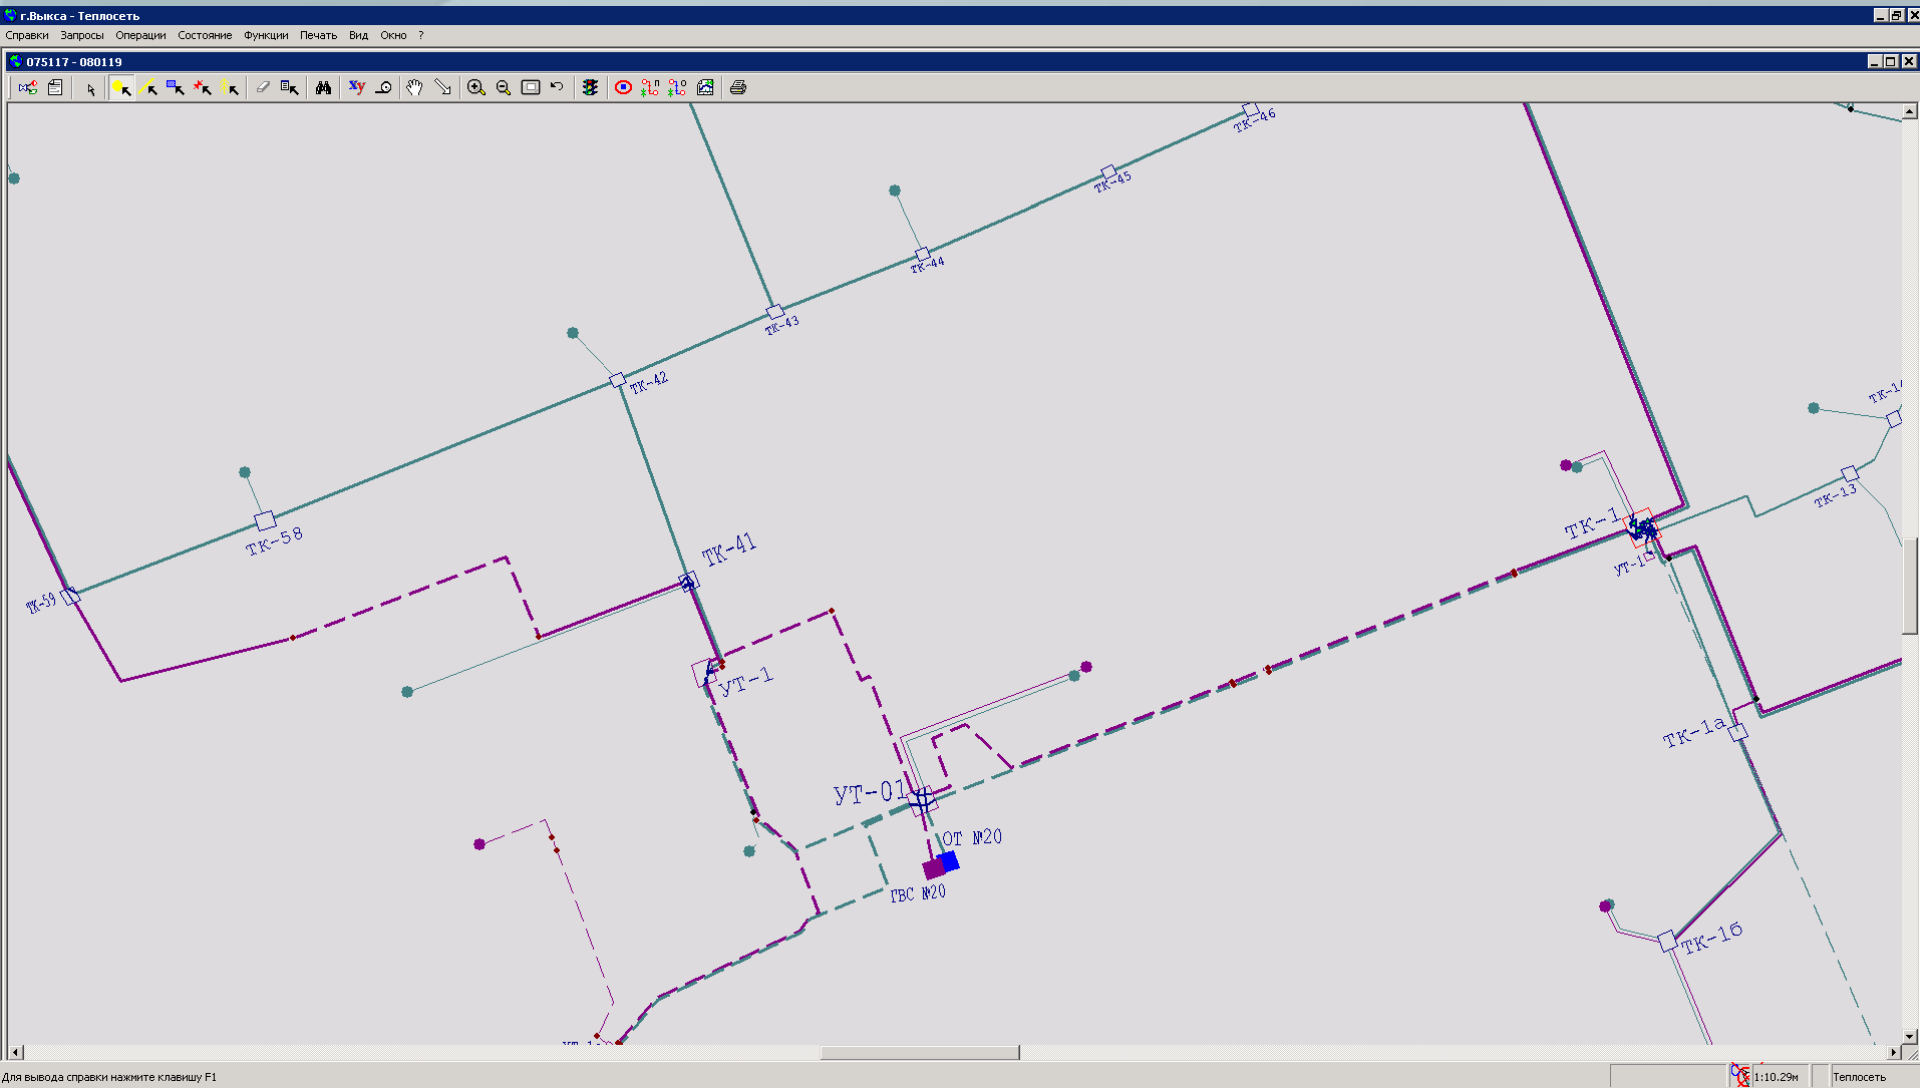 г.Выкса - Теплосеть
Справки Запросы Операции Состояние Функции Печать Вид Окно ?
075117 - 080119
xy
ТК-46
ТК-45
ТК-44
ТК-43
ТК-42
ТК-58
ТК-59
ТК-41
УТ-1
УТ-01
ОТ №20
ГВС №20
ТК-1
УТ-1
ТК-13
ТК-1а
ТК-1б
Для вывода справки нажмите клавишу F1
1:10.29м
Теплосеть